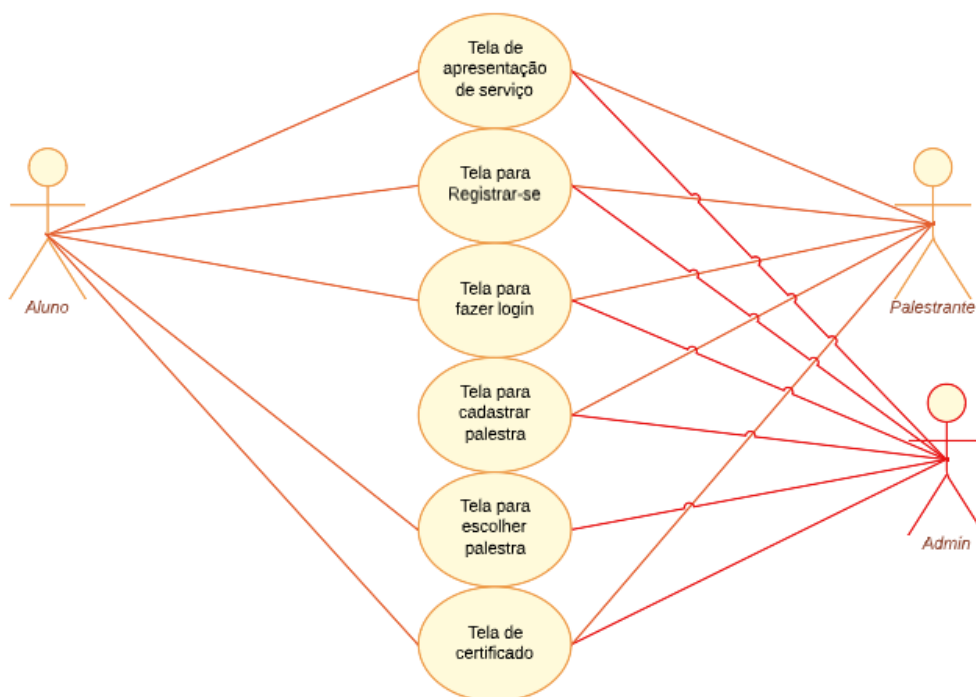 Tela de
apresentação
de serviço
Tela para
Registrar-se
Tela para
fazer login
Aluno
Palestrante
Tela para
cadastrar
palestra
Tela para
escolher
palestra
Admin
Tela de
certificado